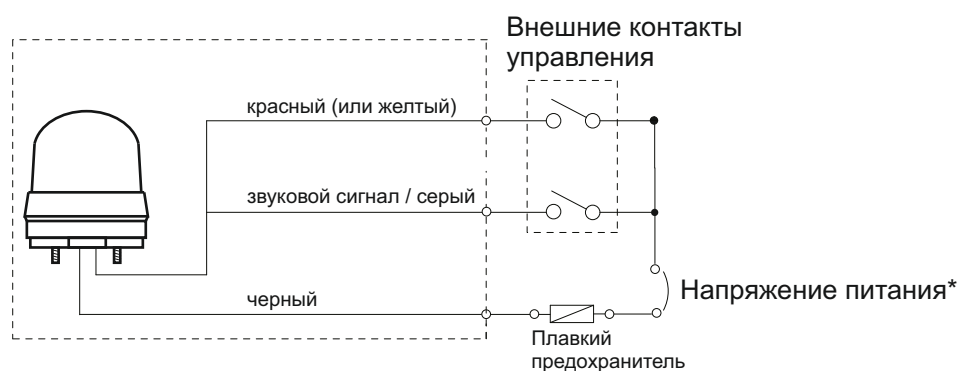 Внешние контакты
управления
красный (или желтый)
звуковой сигнал / серый
Напряжение питания*
черный
Плавкий
предохранитель